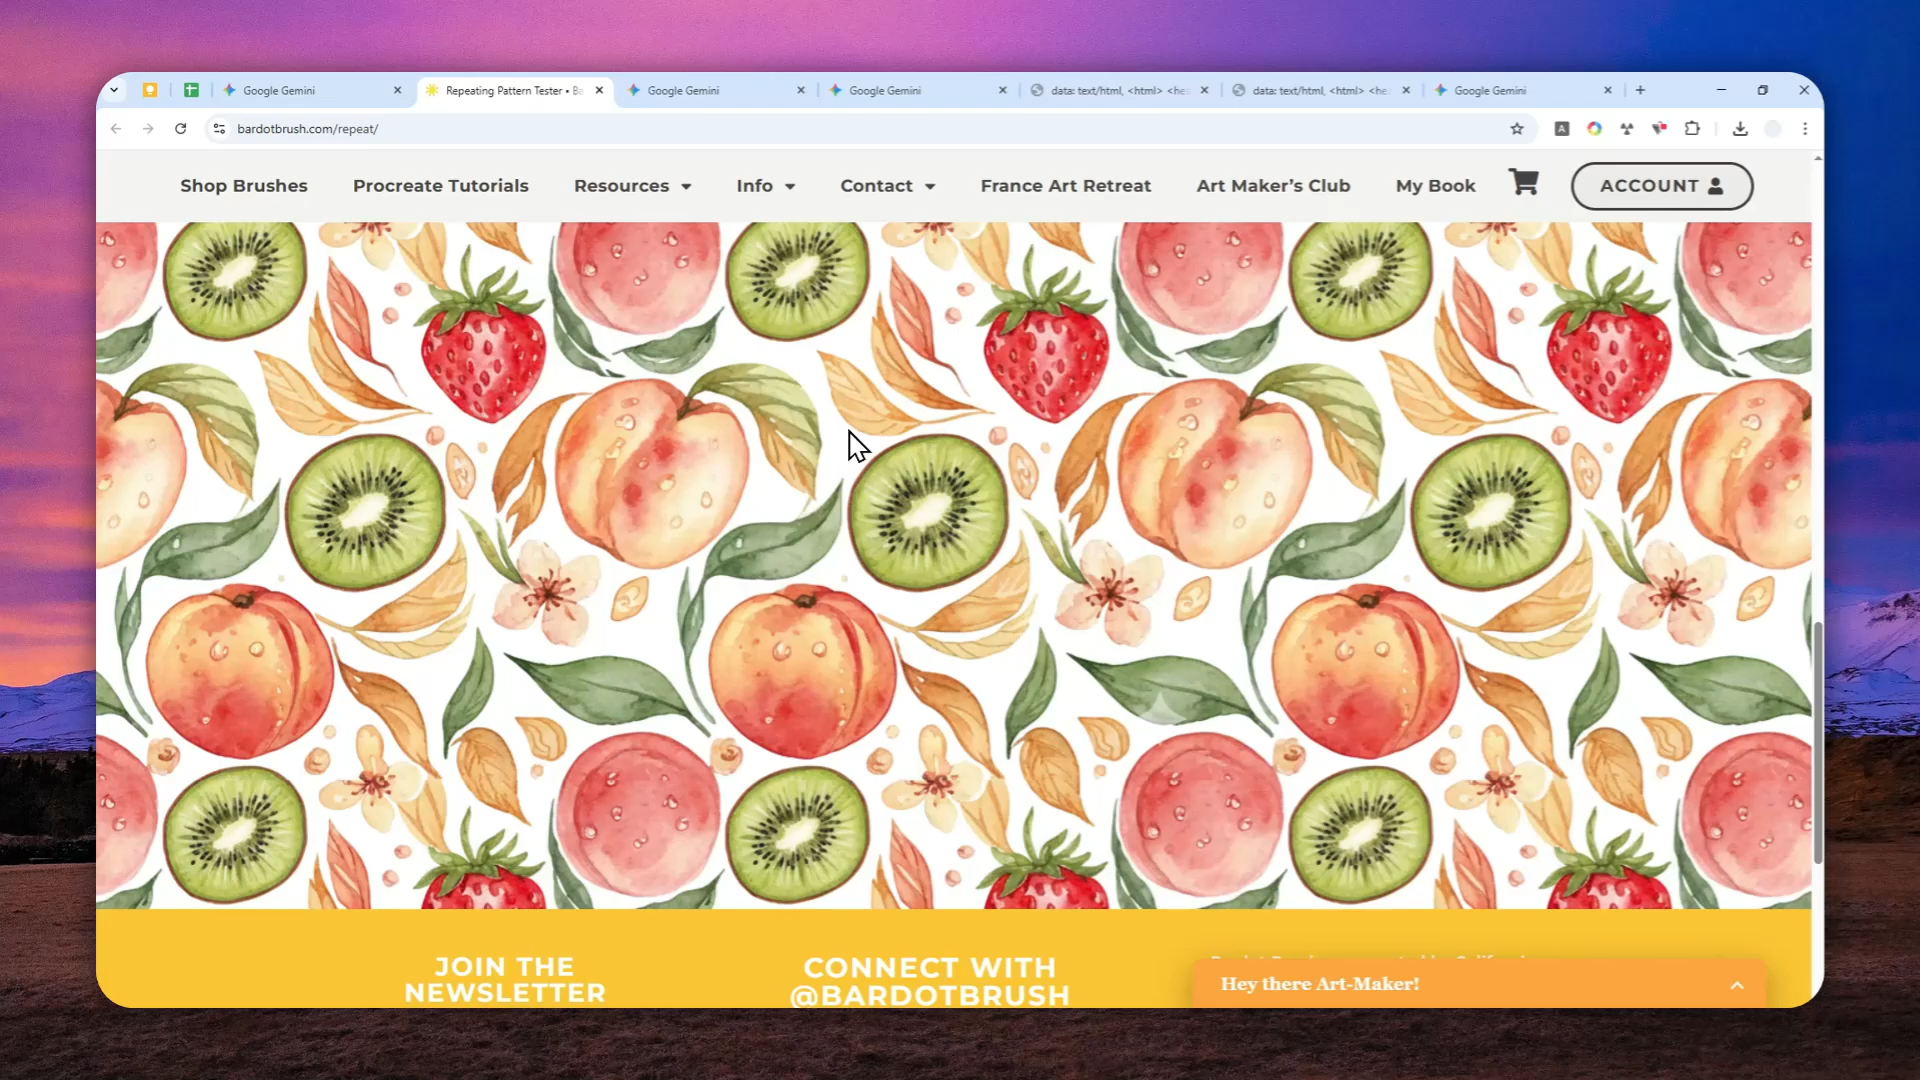 Google Gemini
Repeating Pattern Tester • Ba
Google Gemini
Google Gemini
data: text/html, <html> <he
data: text/html, <html> <he
Google Gemini
bardotbrush.com/repeat/
A
Shop Brushes
Procreate Tutorials
Resources
Info
Contact
France Art Retreat
Art Maker's Club
My Book
ACCOUNT
JOIN THE
NEWSLETTER
CONNECT WITH
@BARDOTBRUSH
Hey there Art-Maker!